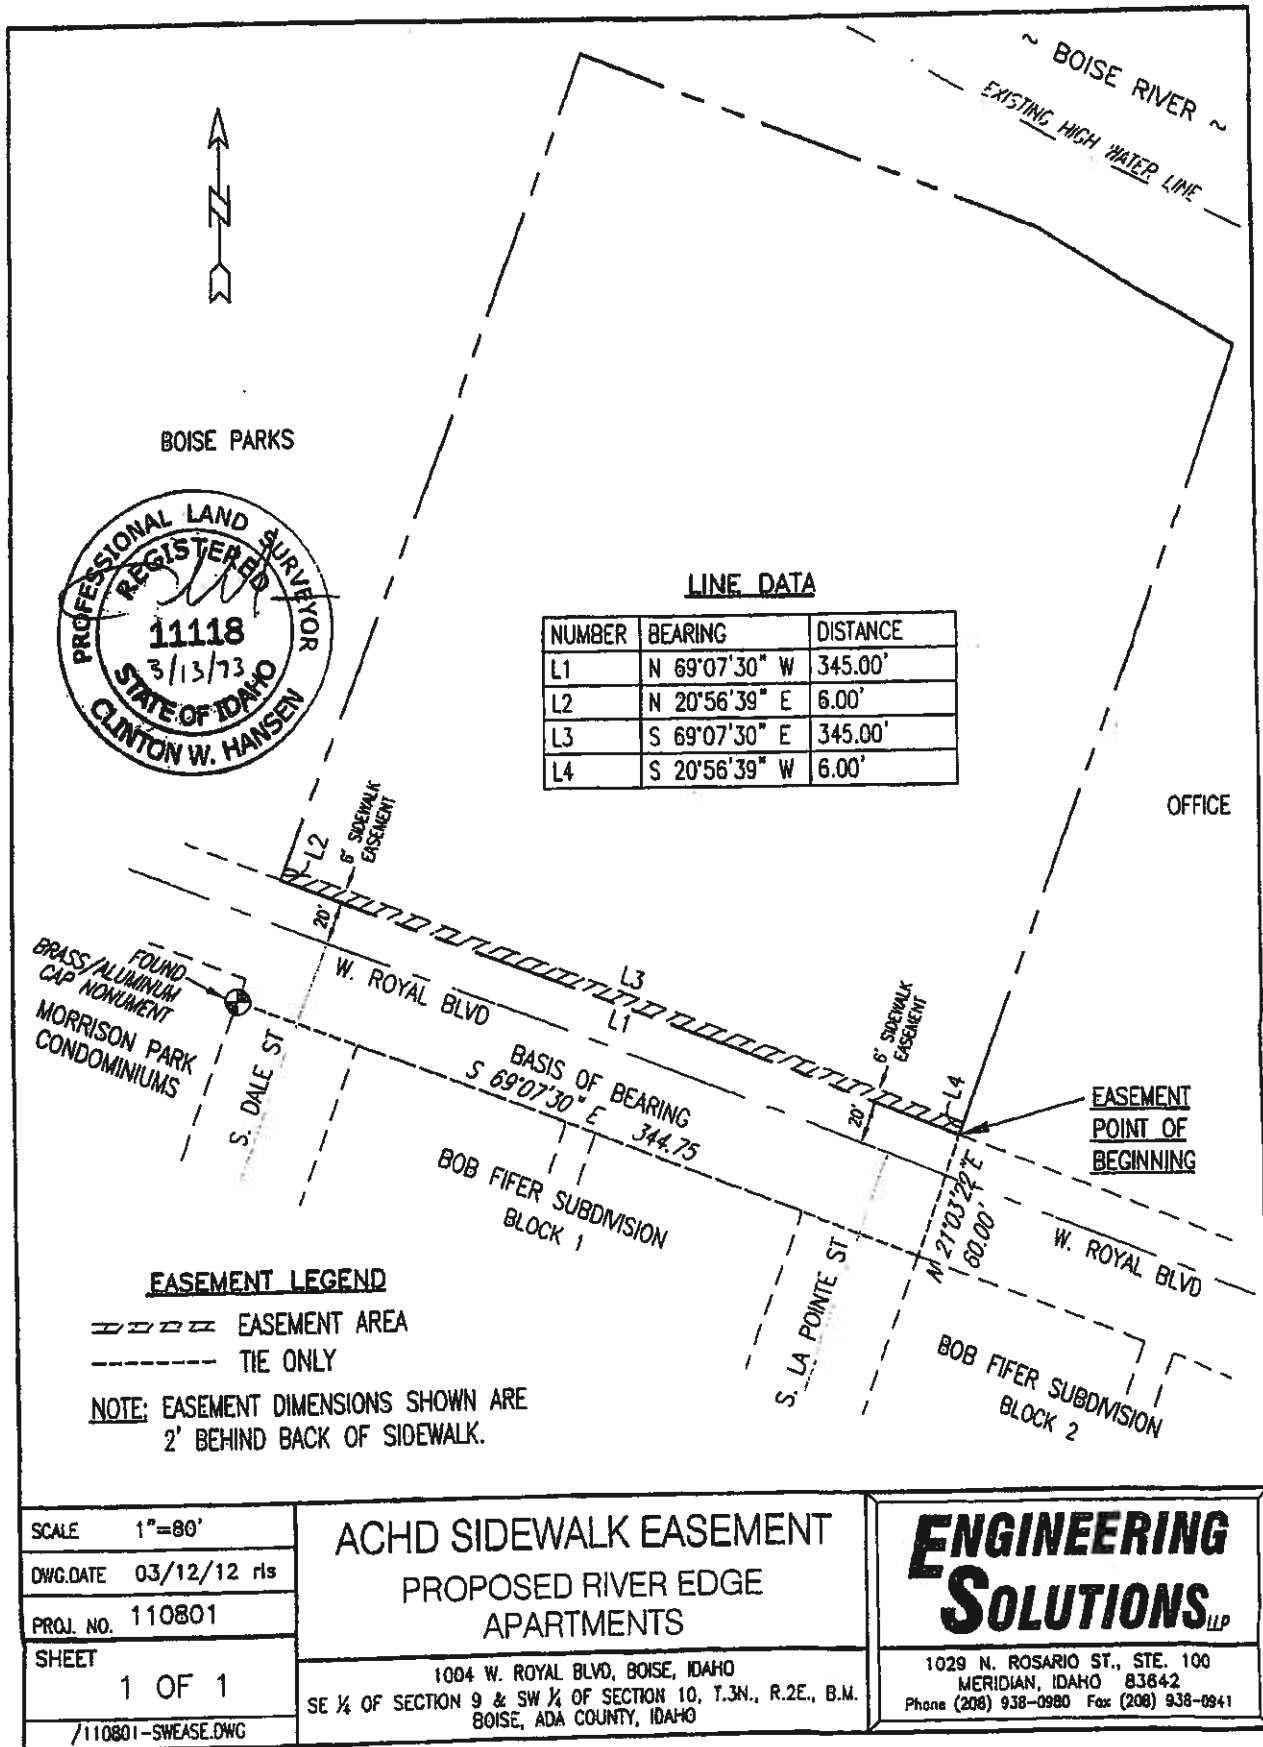 ~ BOISE RIVER ~
EXISTING HIGH WATER LINE
N
BOISE PARKS
PROFESSIONAL LAND SURVEYOR
REGISTERED
11118
3/13/73
STATE OF IDAHO
CLINTON W. HANSEN
LINE DATA
NUMBER BEARING DISTANCE
L1 N 69°07'30" W 345.00'
L2 N 20°56'39" E 6.00'
L3 S 69°07'30" E 345.00'
L4 S 20°56'39" W 6.00'
OFFICE
L2
6' SIDEWALK
EASEMENT
20'
FOUND
BRASS/ALUMINUM
CAP NONUMENT
MORRISON PARK
CONDOMINIUMS
S. DALE ST
W. ROYAL BLVD
L3
L1
BASIS OF BEARING
S 69°07'30" E 344.75
6' SIDEWALK
EASEMENT
20'
L4
EASEMENT
POINT OF
BEGINNING
N 21°03'22" E
60.00'
W. ROYAL BLVD
BOB FIFER SUBDIVISION
BLOCK 1
S. LA POINTE ST
BOB FIFER SUBDIVISION
BLOCK 2
EASEMENT LEGEND
EASEMENT AREA
TIE ONLY
NOTE: EASEMENT DIMENSIONS SHOWN ARE
2' BEHIND BACK OF SIDEWALK.
SCALE 1"=80'
DWG.DATE 03/12/12 rls
PROJ. NO. 110801
SHEET
1 OF 1
/110801-SWEASE.DWG
ACHD SIDEWALK EASEMENT
PROPOSED RIVER EDGE
APARTMENTS
1004 W. ROYAL BLVD, BOISE, IDAHO
SE ¼ OF SECTION 9 & SW ¼ OF SECTION 10, T.3N., R.2E., B.M.
BOISE, ADA COUNTY, IDAHO
ENGINEERING
SOLUTIONS LLP
1029 N. ROSARIO ST., STE. 100
MERIDIAN, IDAHO 83642
Phone (208) 938-0980 Fax (208) 938-0941